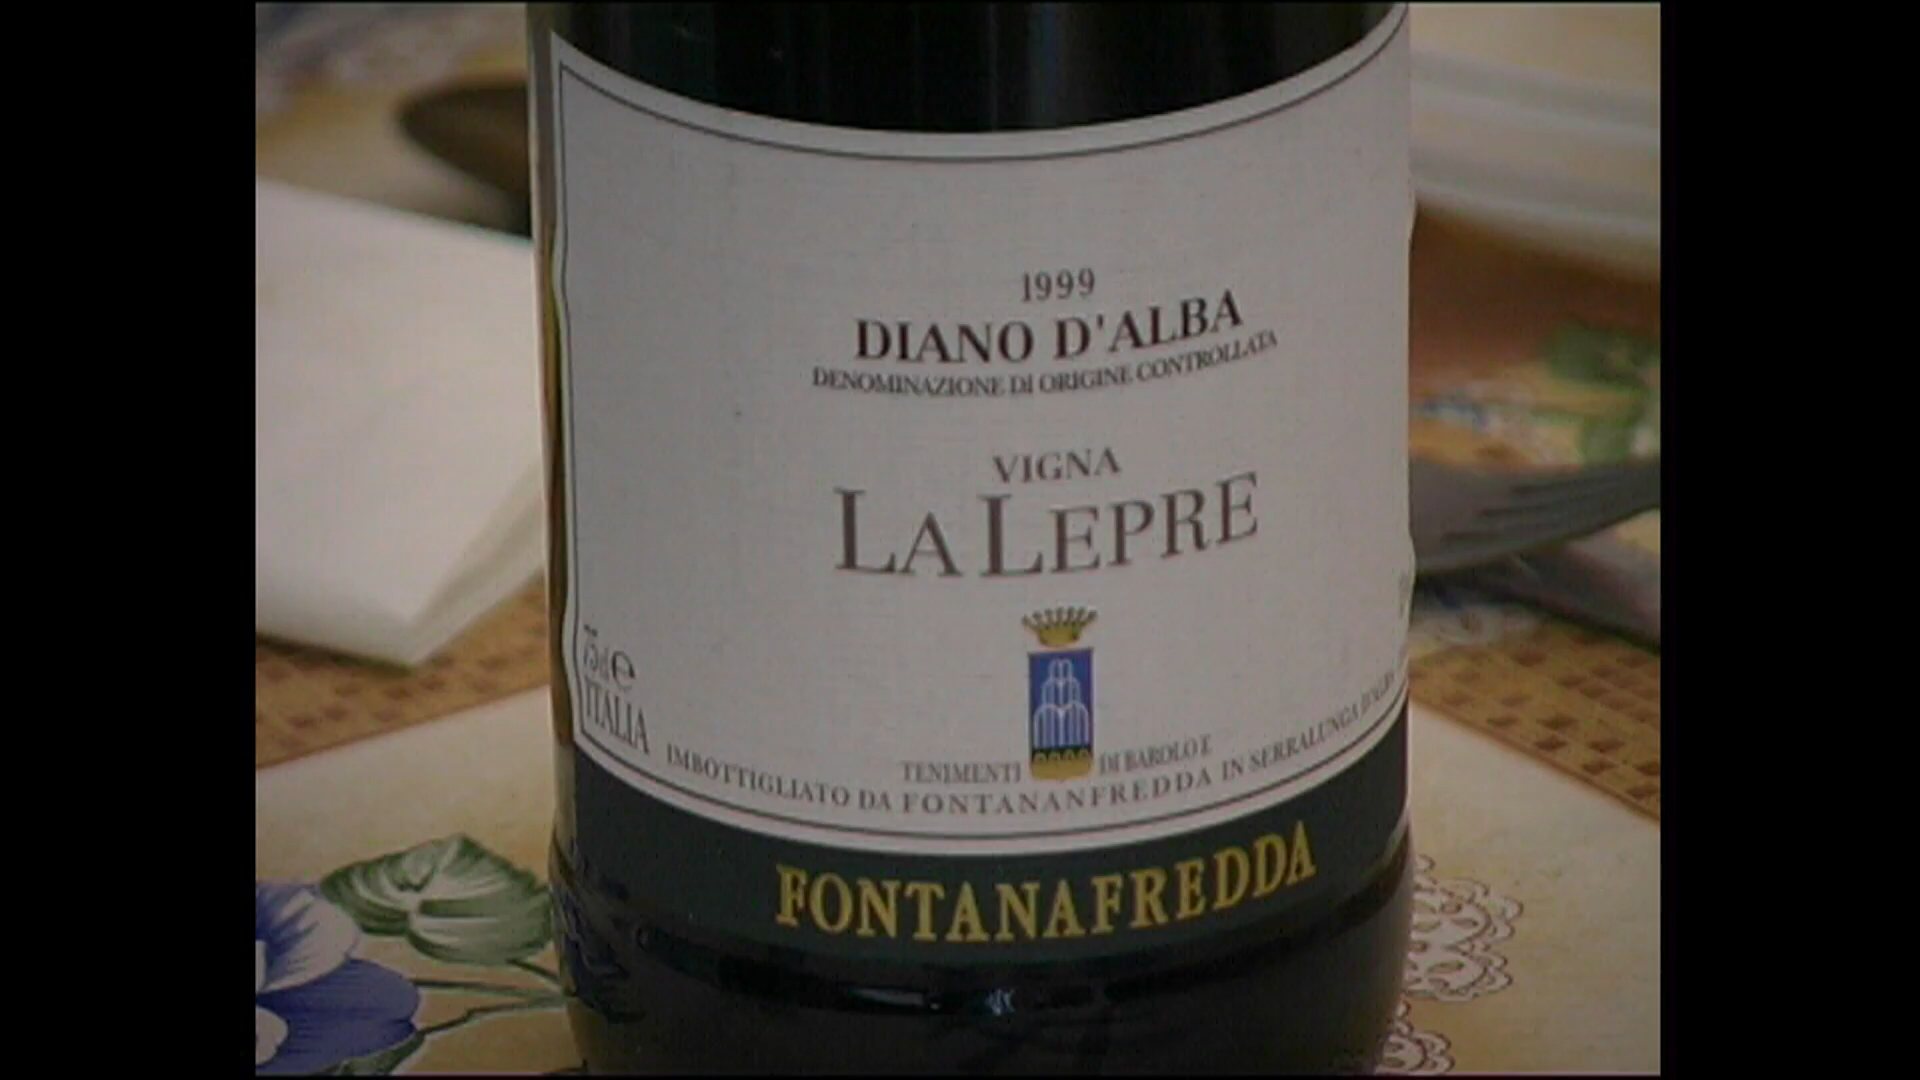 1999
DIANO D'ALBA
DENOMINAZIONE DI ORIGINE CONTROLLATA
VIGNA
LA LEPRE
75cl e
ITALIA
TENIMENTI DI BAROLO E
IMBOTTIGLIATO DA FONTANANFREDDA IN SERRALUNGA D'ALBA
FONTANAFREDDA